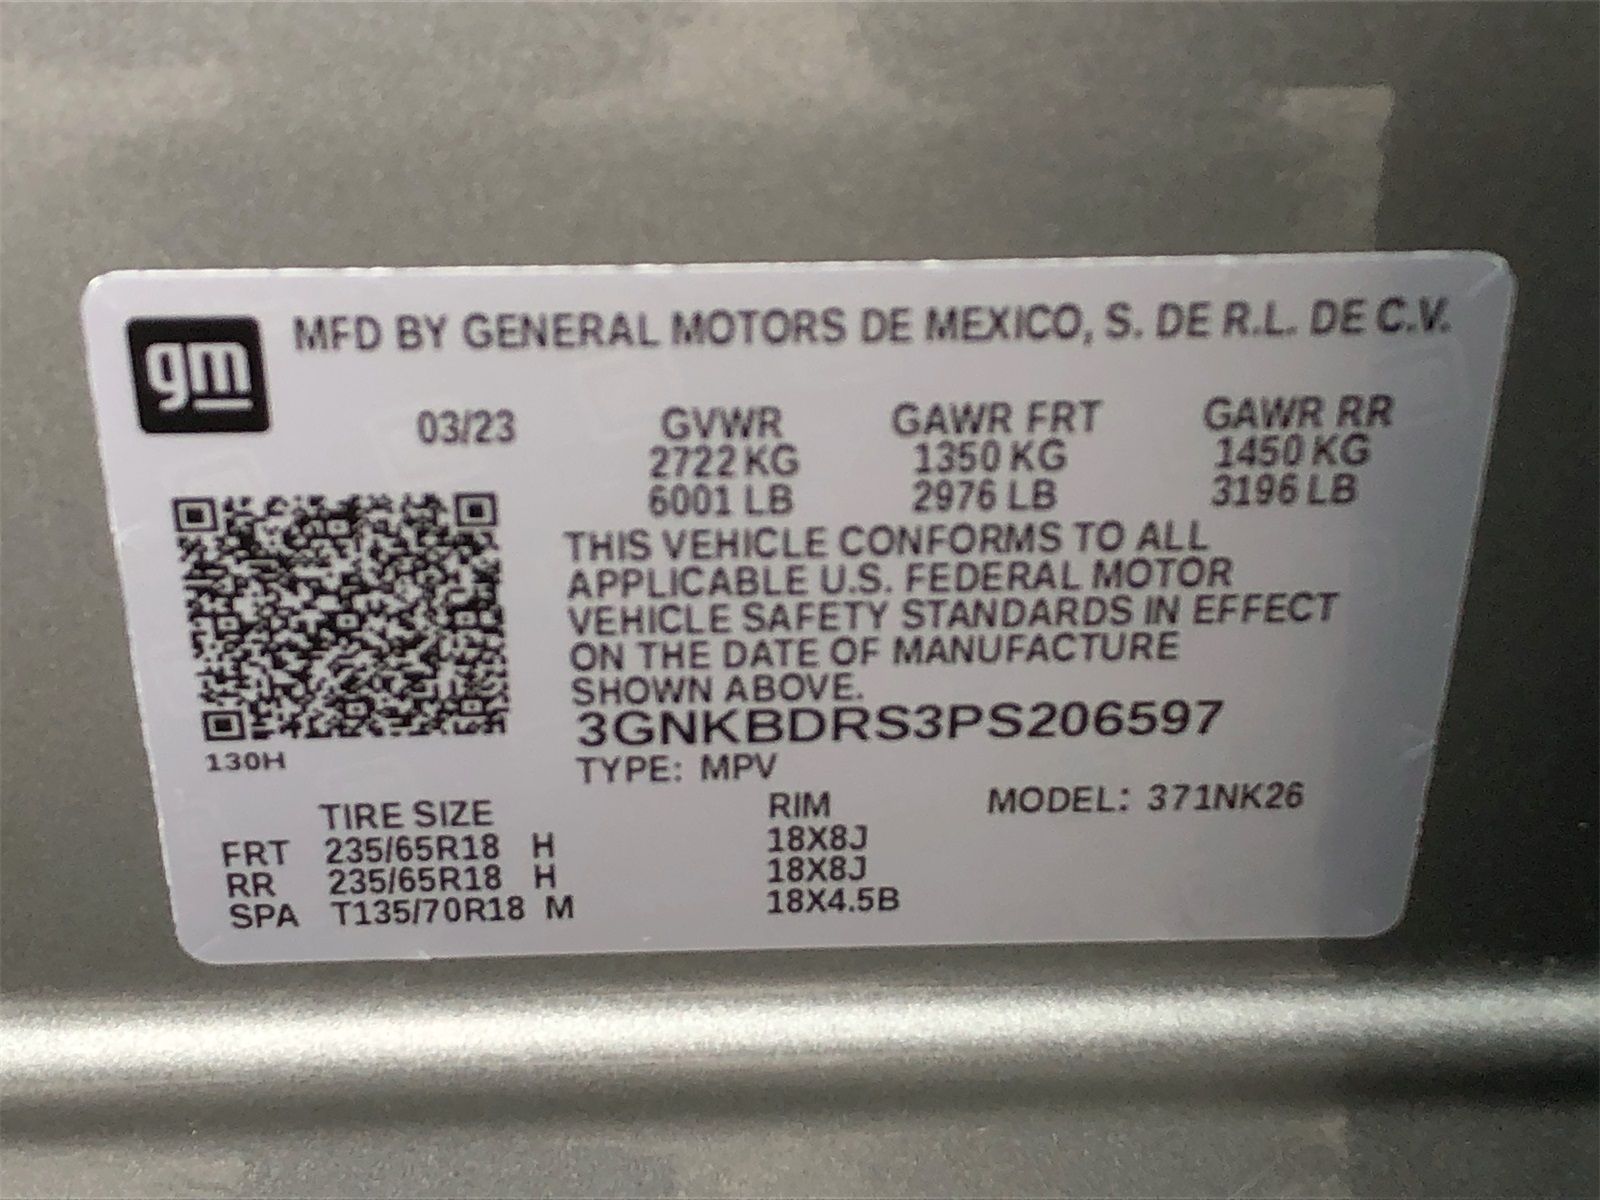 gm
MFD BY GENERAL MOTORS DE MEXICO, S. DE R.L. DE C.V.
03/23 GVWR GAWR FRT GAWR RR
2722 KG 1350 KG 1450 KG
6001 LB 2976 LB 3196 LB
THIS VEHICLE CONFORMS TO ALL
APPLICABLE U.S. FEDERAL MOTOR
VEHICLE SAFETY STANDARDS IN EFFECT
ON THE DATE OF MANUFACTURE
SHOWN ABOVE.
3GNKBDRS3PS206597
130H TYPE: MPV
TIRE SIZE RIM MODEL: 371NK26
FRT 235/65R18 H 18X8J
RR 235/65R18 H 18X8J
SPA T135/70R18 M 18X4.5B